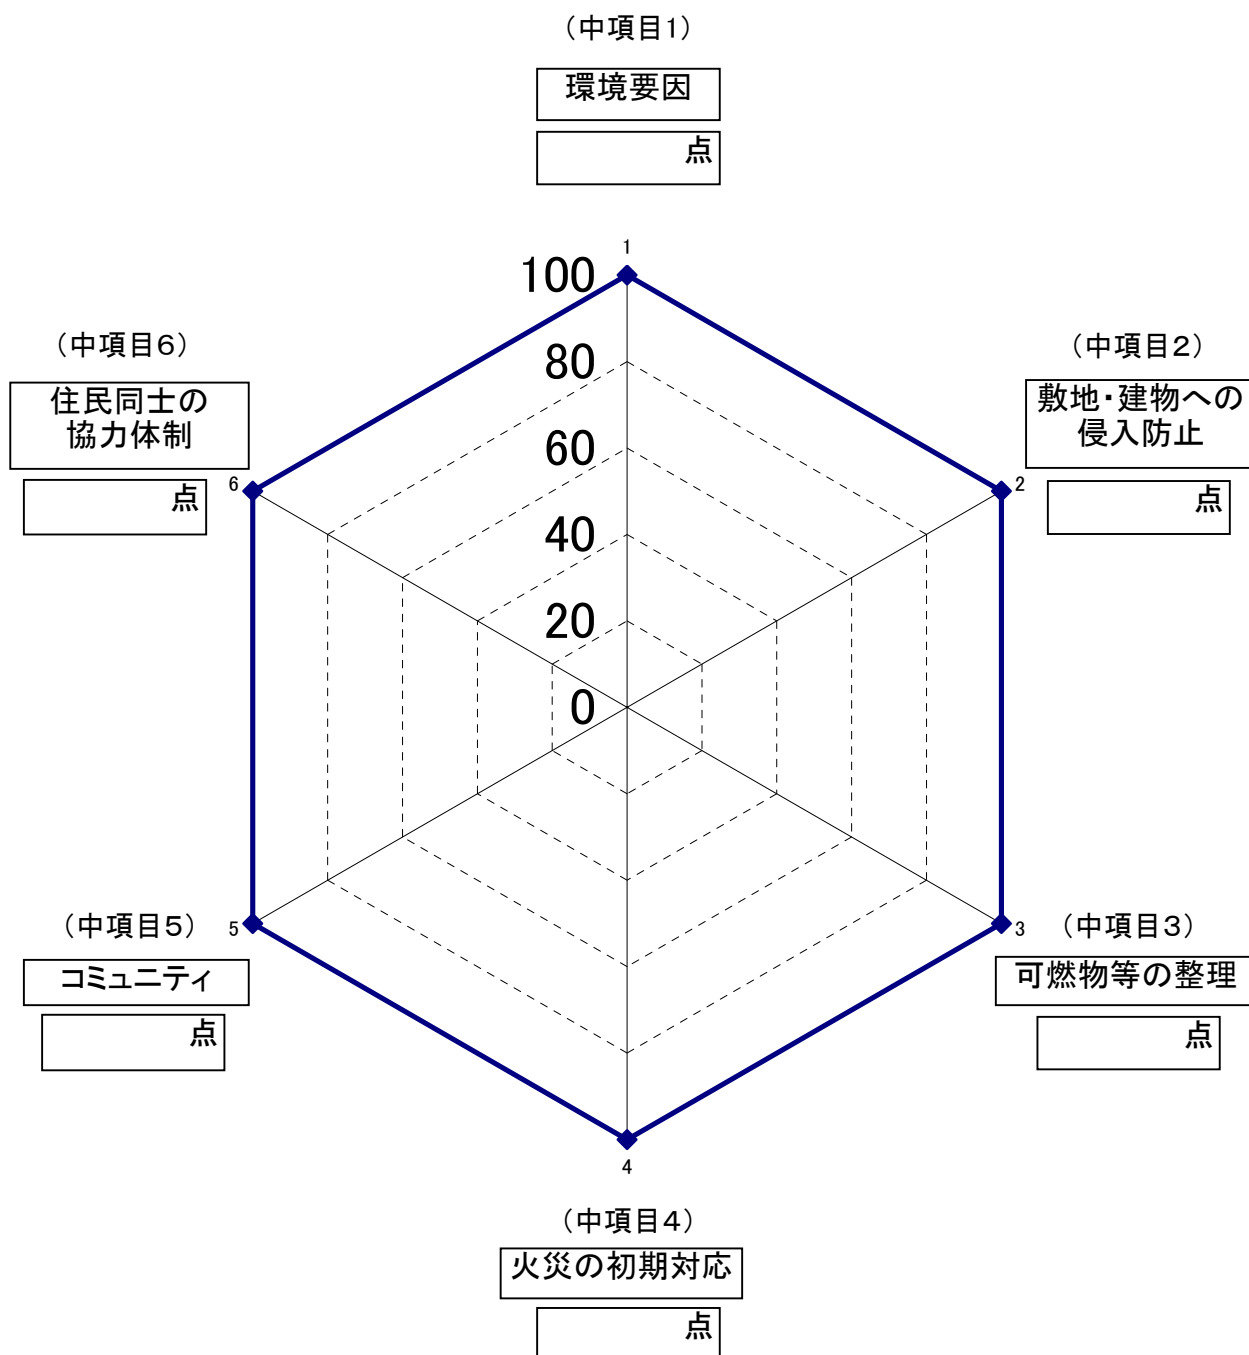 （中項目1）
環境要因
点
1
100
80
60
40
20
0
（中項目6）
住民同士の
協力体制
点
6
（中項目2）
敷地・建物への
侵入防止
点
2
（中項目5）
コミュニティ
点
5
（中項目3）
可燃物等の整理
点
3
4
（中項目4）
火災の初期対応
点